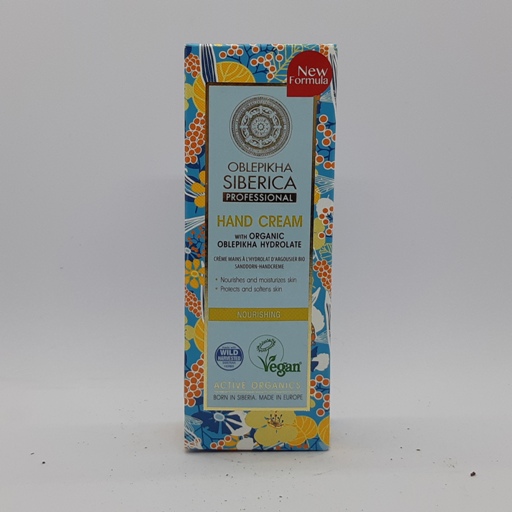 New
Formula
OBLEPIKHA
SIBERICA
PROFESSIONAL
HAND CREAM
WITH ORGANIC
OBLEPIKHA HYDROLATE
CRÈME MAINS À L'HYDROLAT D'ARGOUSIER BIO
SANDDORN-HANDCREME
• Nourishes and moisturizes skin
• Protects and softens skin
NOURISHING
WILD
HARVESTED
Vegan
ACTIVE ORGANICS
BORN IN SIBERIA. MADE IN EUROPE